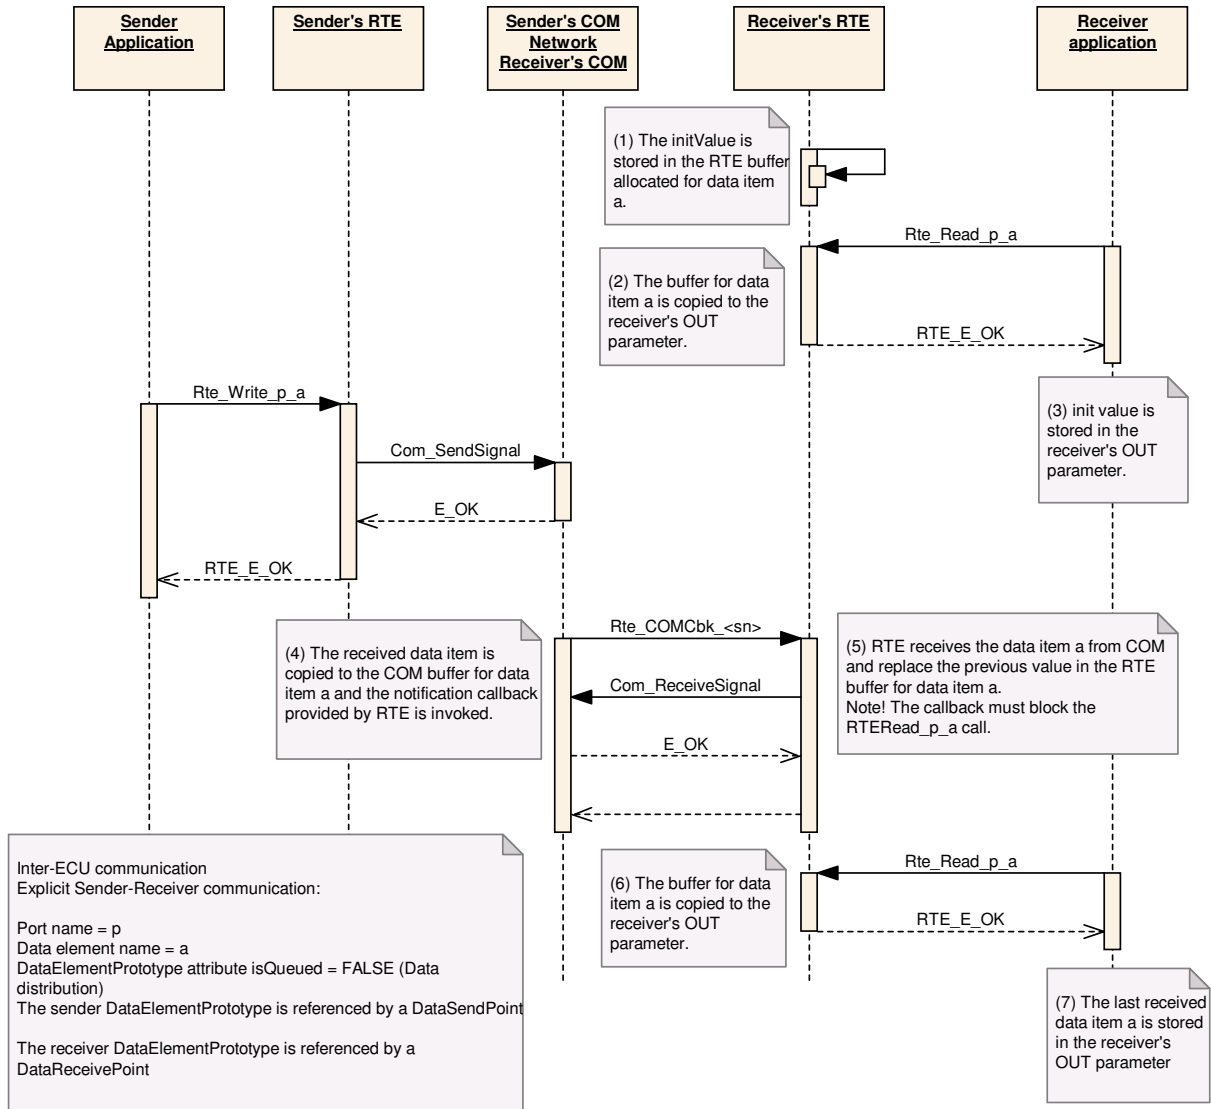 Sender
Application
Sender's RTE
Sender's COM
Network
Receiver's COM
Receiver's RTE
Receiver
application
(1) The initValue is
stored in the RTE buffer
allocated for data item
a.
Rte_Read_p_a
(2) The buffer for data
item a is copied to the
receiver's OUT
parameter.
RTE_E_OK
(3) init value is
stored in the
receiver's OUT
parameter.
Rte_Write_p_a
Com_SendSignal
E_OK
RTE_E_OK
Rte_COMCbk_<sn>
(4) The received data item is
copied to the COM buffer for data
item a and the notification callback
provided by RTE is invoked.
(5) RTE receives the data item a from COM
and replace the previous value in the RTE
buffer for data item a.
Note! The callback must block the
RTERead_p_a call.
Com_ReceiveSignal
E_OK
Rte_Read_p_a
(6) The buffer for data
item a is copied to the
receiver's OUT
parameter.
RTE_E_OK
(7) The last received
data item a is stored
in the receiver's
OUT parameter
Inter-ECU communication
Explicit Sender-Receiver communication:
Port name = p
Data element name = a
DataElementPrototype attribute isQueued = FALSE (Data
distribution)
The sender DataElementPrototype is referenced by a DataSendPoint
The receiver DataElementPrototype is referenced by a
DataReceivePoint